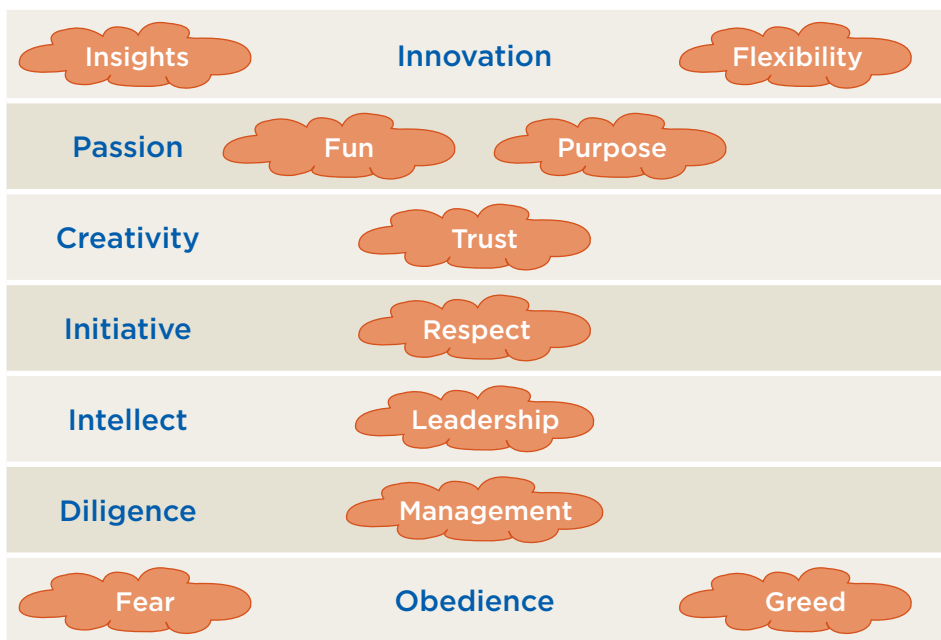 Insights Innovation Flexibility
Passion Fun Purpose
Creativity Trust
Initiative Respect
Intellect Leadership
Diligence Management
Fear Obedience Greed